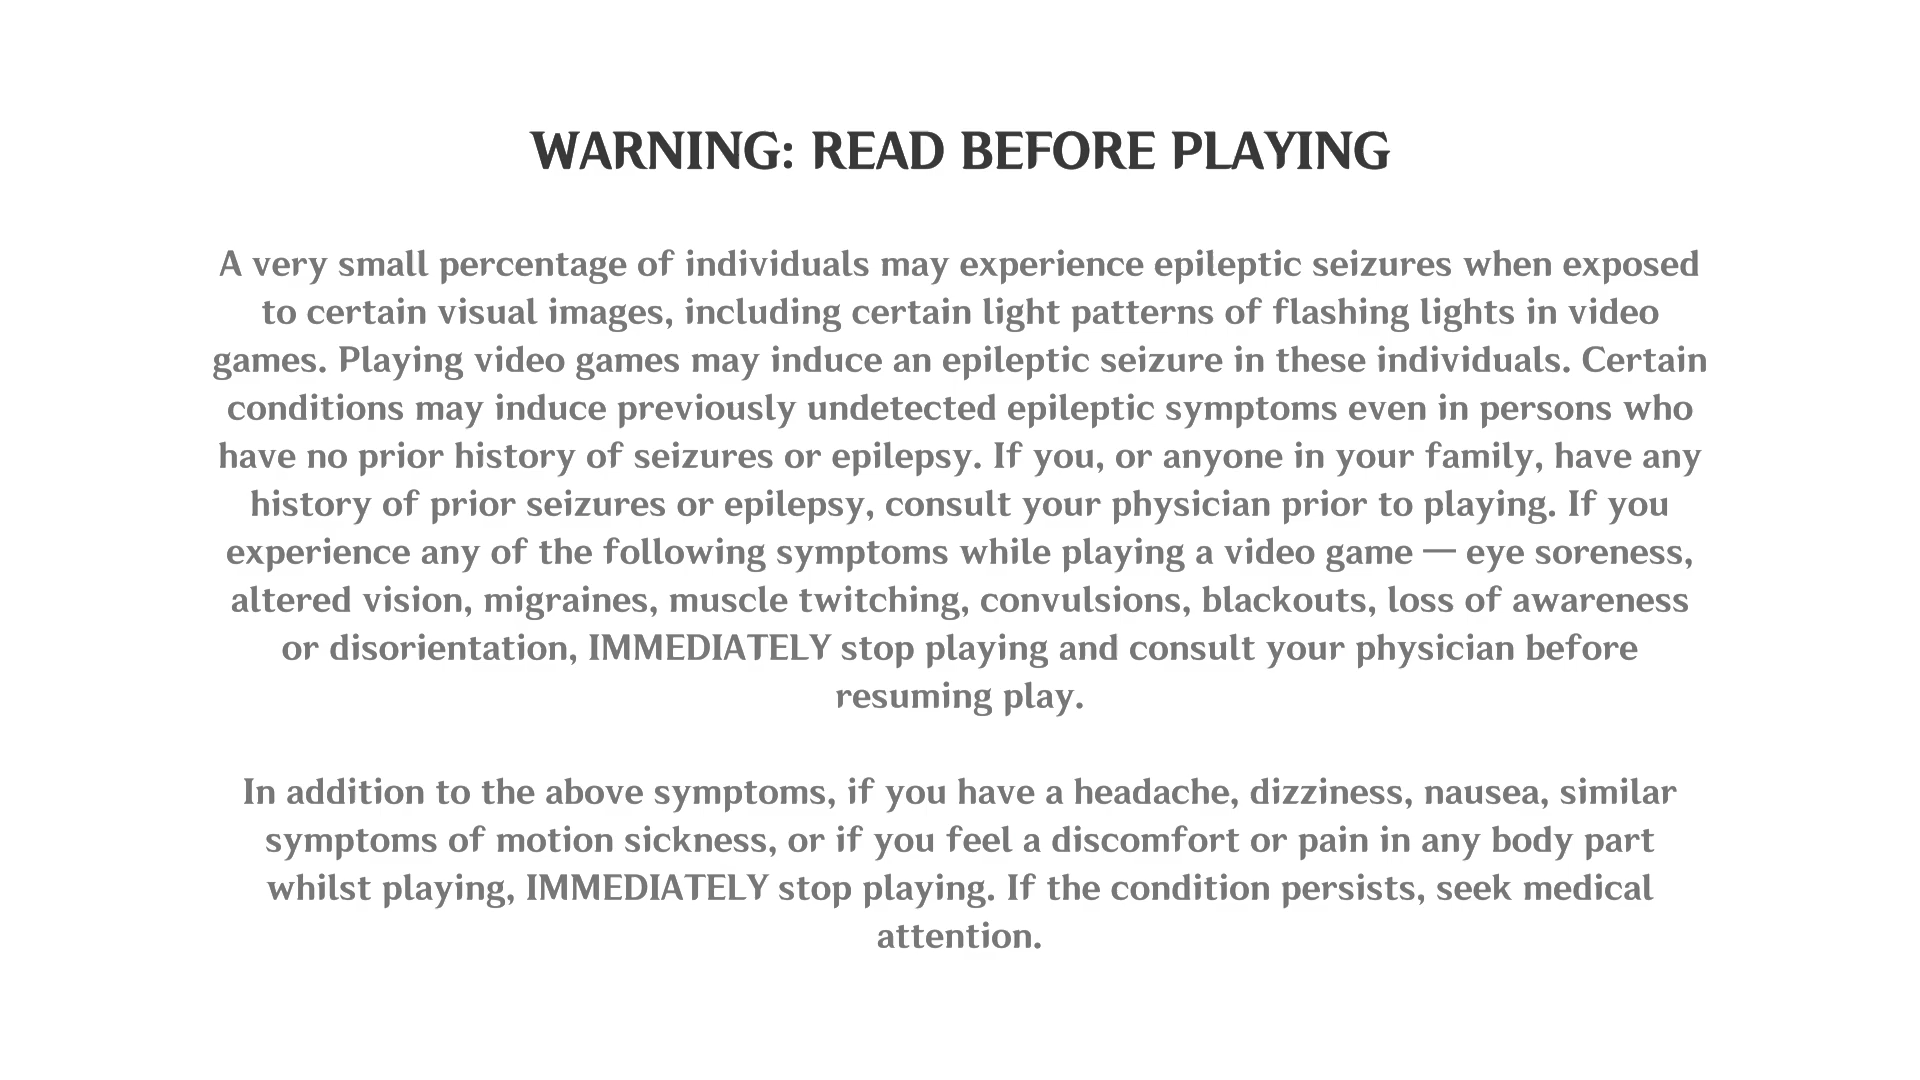 WARNING: READ BEFORE PLAYING
A very small percentage of individuals may experience epileptic seizures when exposed
to certain visual images, including certain light patterns of flashing lights in video
games. Playing video games may induce an epileptic seizure in these individuals. Certain
conditions may induce previously undetected epileptic symptoms even in persons who
have no prior history of seizures or epilepsy. If you, or anyone in your family, have any
history of prior seizures or epilepsy, consult your physician prior to playing. If you
experience any of the following symptoms while playing a video game — eye soreness,
altered vision, migraines, muscle twitching, convulsions, blackouts, loss of awareness
or disorientation, IMMEDIATELY stop playing and consult your physician before
resuming play.
In addition to the above symptoms, if you have a headache, dizziness, nausea, similar
symptoms of motion sickness, or if you feel a discomfort or pain in any body part
whilst playing, IMMEDIATELY stop playing. If the condition persists, seek medical
attention.